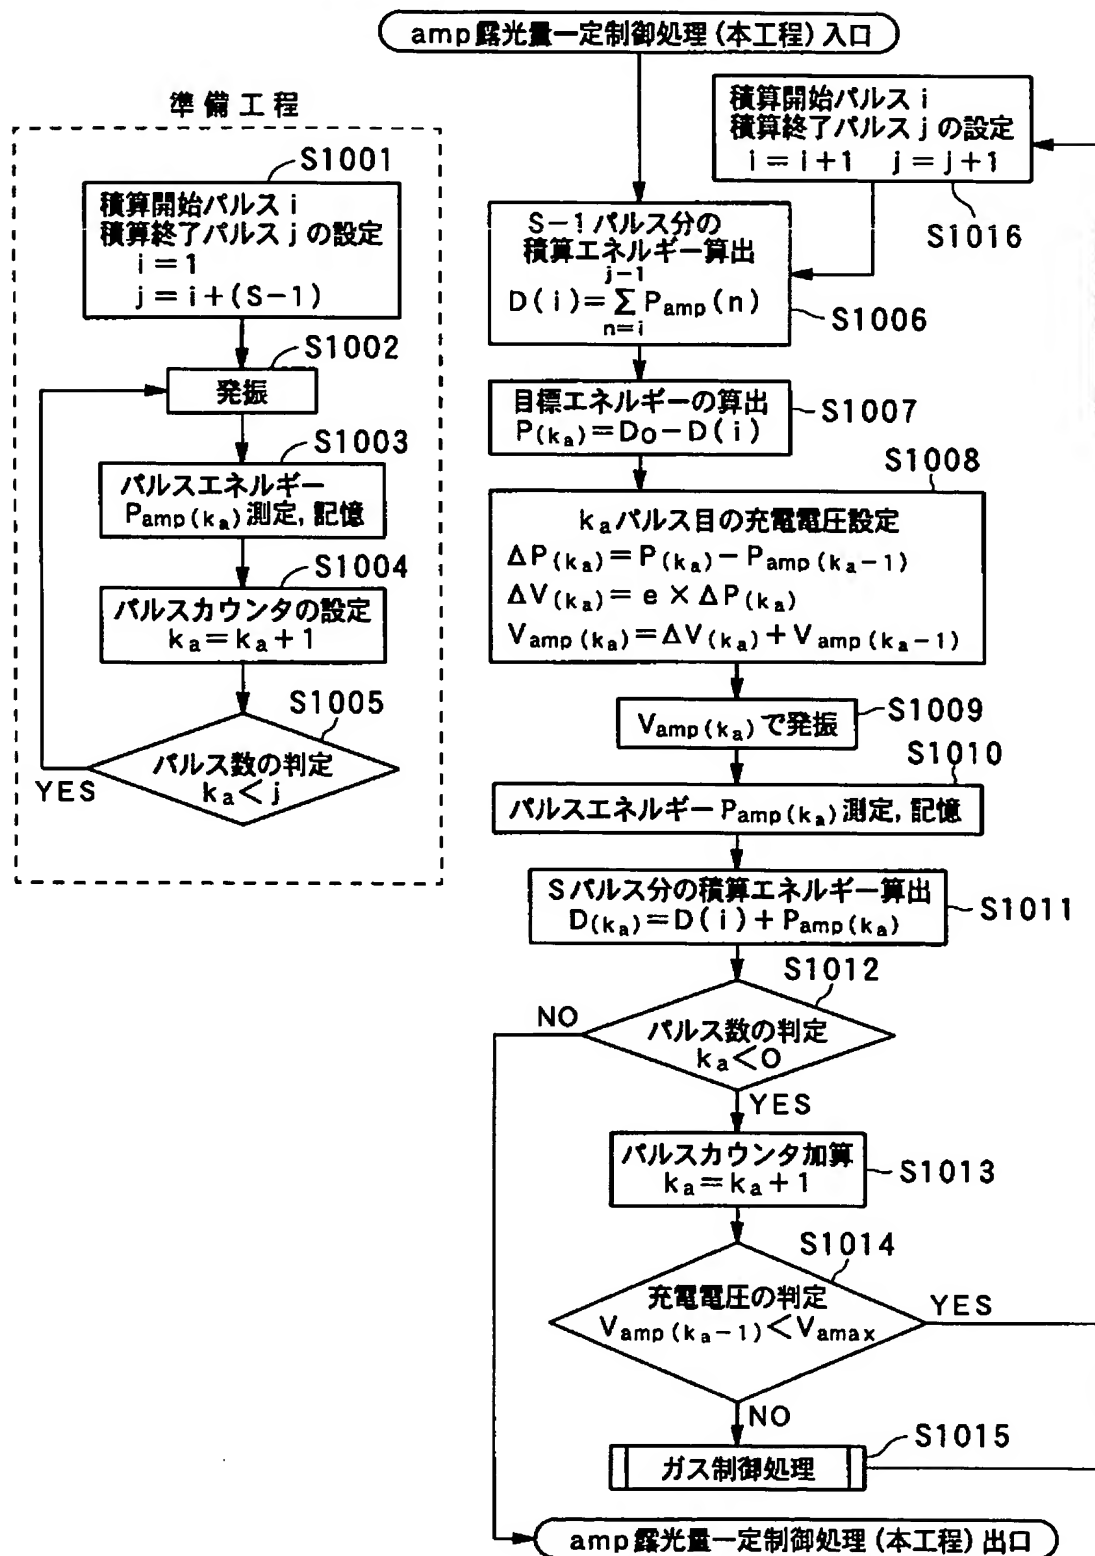 amp露光量一定制御処理(本工程)入口
準備工程
S1001
積算開始パルスi
積算終了パルスjの設定
i=1
j=i+(S-1)
S1002
発振
S1003
パルスエネルギー
Pamp(ka)測定,記憶
S1004
パルスカウンタの設定
ka=ka+1
S1005
パルス数の判定
ka<j
YES
積算開始パルスi
積算終了パルスjの設定
i=i+1 j=j+1
S1016
S-1パルス分の
積算エネルギー算出
j-1
D(i)=ΣPamp(n)
n=i
S1006
目標エネルギーの算出
P(ka)=Do-D(i)
S1007
S1008
kaパルス目の充電電圧設定
ΔP(ka)=P(ka)-Pamp(ka-1)
ΔV(ka)=e×ΔP(ka)
Vamp(ka)=ΔV(ka)+Vamp(ka-1)
Vamp(ka)で発振
S1009
S1010
パルスエネルギーPamp(ka)測定,記憶
Sパルス分の積算エネルギー算出
D(ka)=D(i)+Pamp(ka)
S1011
S1012
NO
パルス数の判定
ka<O
YES
パルスカウンタ加算
ka=ka+1
S1013
S1014
充電電圧の判定
Vamp(ka-1)<Vamax
YES
NO
S1015
ガス制御処理
amp露光量一定制御処理(本工程)出口